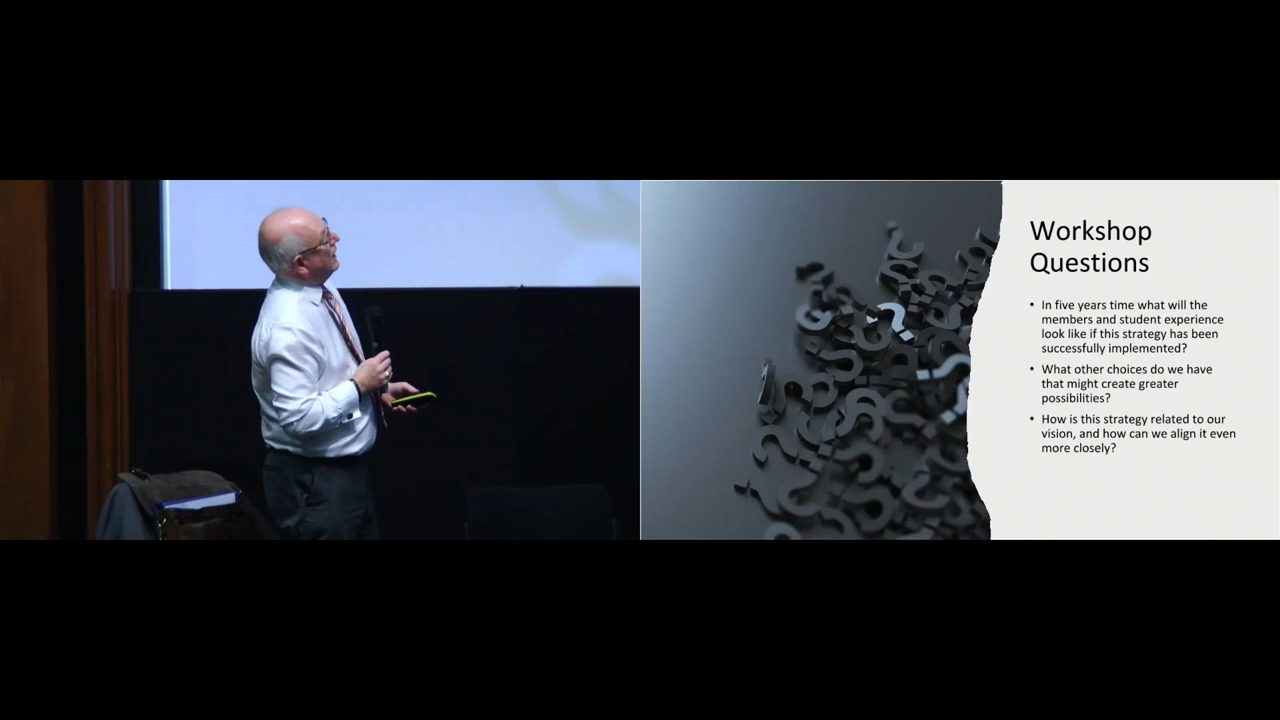 Workshop
Questions
• In five years time what will the
members and student experience
look like if this strategy has been
successfully implemented?
• What other choices do we have
that might create greater
possibilities?
• How is this strategy related to our
vision, and how can we align it even
more closely?